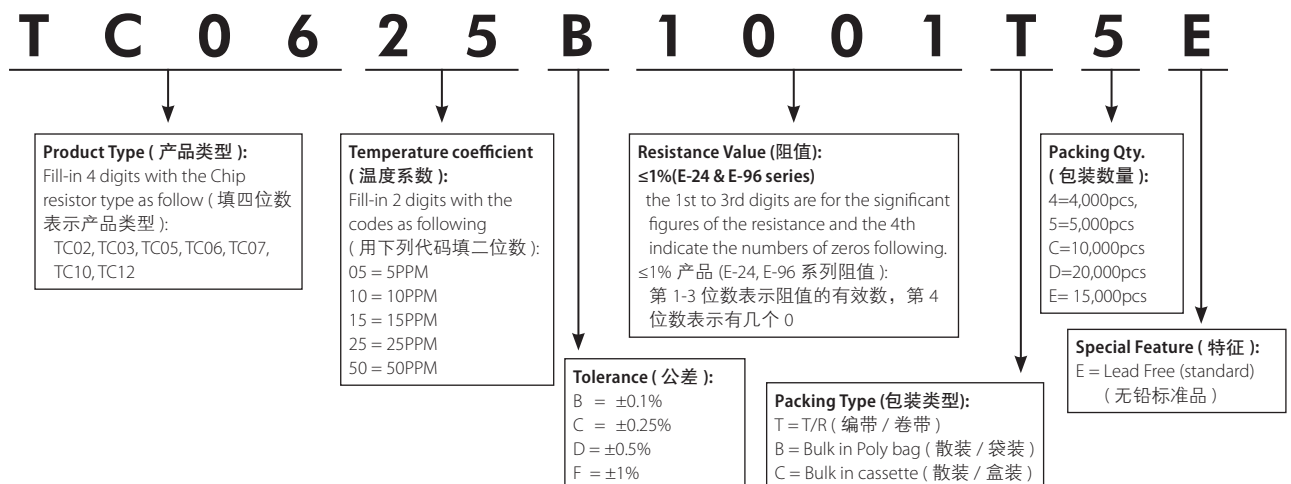 T C 0 6 2 5 B 1 0 0 1 T 5 E
Product Type ( 产品类型 ):
Fill-in 4 digits with the Chip
resistor type as follow ( 填四位数
表示产品类型 ):
TC02, TC03, TC05, TC06, TC07,
TC10, TC12
Temperature coefficient
( 温度系数 ):
Fill-in 2 digits with the
codes as following
( 用下列代码填二位数 ):
05 = 5PPM
10 = 10PPM
15 = 15PPM
25 = 25PPM
50 = 50PPM
Tolerance ( 公差 ):
B = ±0.1%
C = ±0.25%
D = ±0.5%
F = ±1%
Resistance Value (阻值):
≤1%(E-24 & E-96 series)
the 1st to 3rd digits are for the significant
figures of the resistance and the 4th
indicate the numbers of zeros following.
≤1% 产品 (E-24, E-96 系列阻值 ):
第 1-3 位数表示阻值的有效数，第 4
位数表示有几个 0
Packing Type (包装类型):
T = T/R ( 编带 / 卷带 )
B = Bulk in Poly bag ( 散装 / 袋装 )
C = Bulk in cassette ( 散装 / 盒装 )
Packing Qty.
( 包装数量 ):
4=4,000pcs,
5=5,000pcs
C=10,000pcs
D=20,000pcs
E= 15,000pcs
Special Feature ( 特征 ):
E = Lead Free (standard)
( 无铅标准品 )